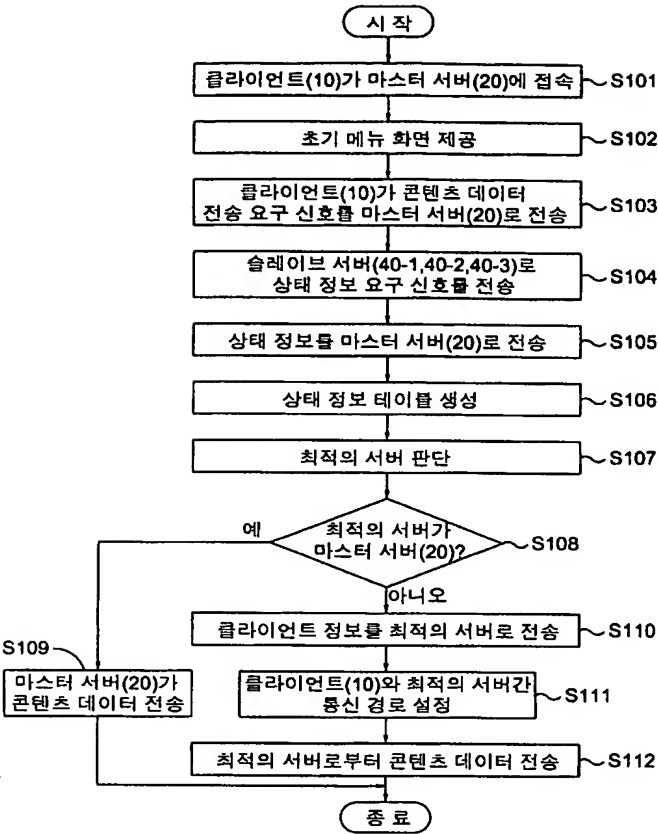 시 작
클라이언트(10)가 마스터 서버(20)에 접속
S101
초기 메뉴 화면 제공
S102
클라이언트(10)가 콘텐츠 데이터
전송 요구 신호를 마스터 서버(20)로 전송
S103
슬레이브 서버(40-1,40-2,40-3)로
상태 정보 요구 신호를 전송
S104
상태 정보를 마스터 서버(20)로 전송
S105
상태 정보 테이블 생성
S106
최적의 서버 판단
S107
최적의 서버가
마스터 서버(20)?
S108
예
아니오
클라이언트 정보를 최적의 서버로 전송
S110
S109
마스터 서버(20)가
콘텐츠 데이터 전송
클라이언트(10)와 최적의 서버간
통신 경로 설정
S111
최적의 서버로부터 콘텐츠 데이터 전송
S112
종 료